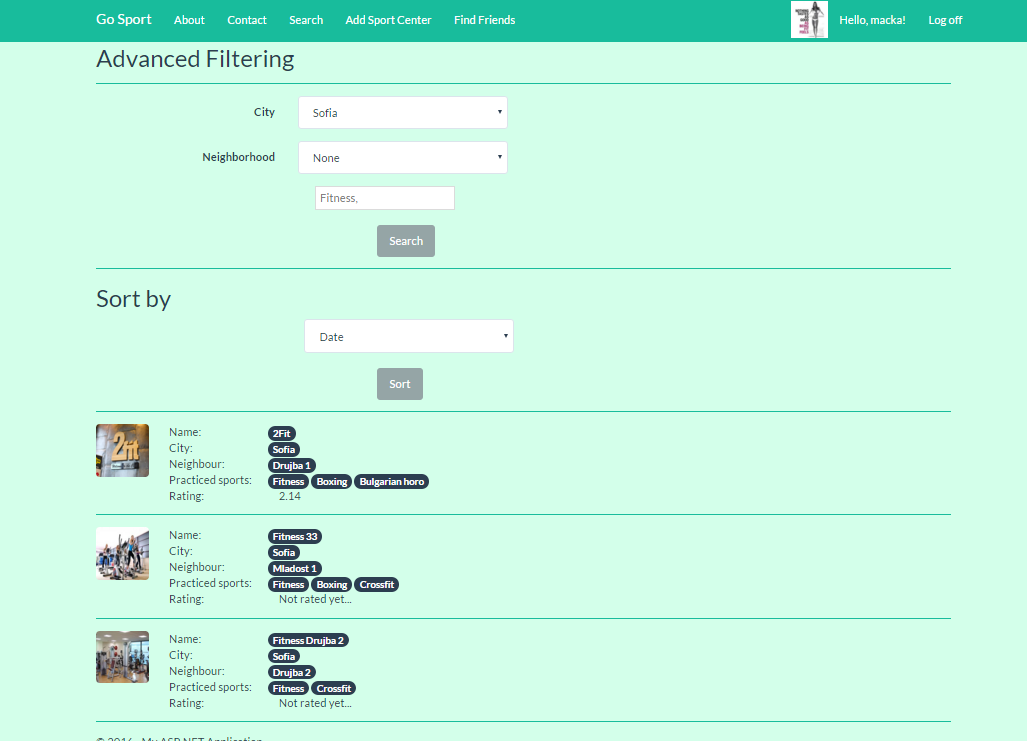 Go Sport About Contact Search Add Sport Center Find Friends Hello, macka! Log off
Advanced Filtering
City Sofia
Neighborhood None
Fitness,
Search
Sort by
Date
Sort
2fit
Name: 2Fit
City: Sofia
Neighbour: Drujba 1
Practiced sports: Fitness Boxing Bulgarian horo
Rating: 2.14
Name: Fitness 33
City: Sofia
Neighbour: Mladost 1
Practiced sports: Fitness Boxing Crossfit
Rating: Not rated yet...
Name: Fitness Drujba 2
City: Sofia
Neighbour: Drujba 2
Practiced sports: Fitness Crossfit
Rating: Not rated yet...
© 2016 - My ASP.NET Application